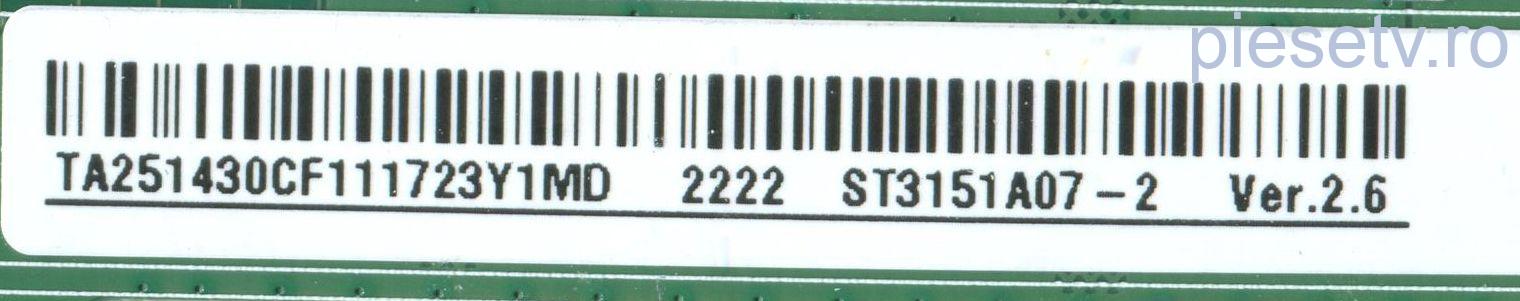 piesetv.ro
TA251430CF111723Y1MD 2222 ST3151A07-2 Ver.2.6